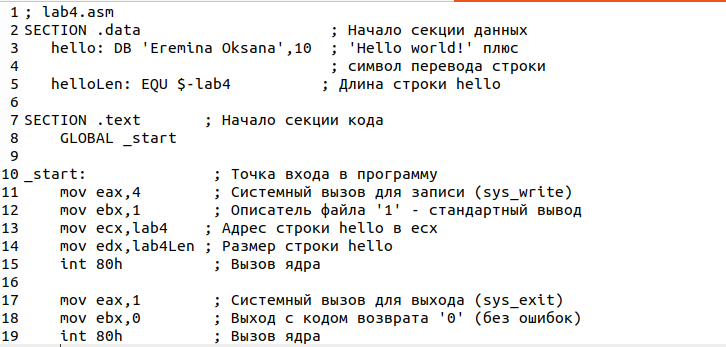 1 ; lab4.asm
2 SECTION .data ; Начало секции данных
3 hello: DB 'Eremina Oksana',10 ; 'Hello world!' плюс
4 ; символ перевода строки
5 helloLen: EQU $-lab4 ; Длина строки hello
6
7 SECTION .text ; Начало секции кода
8 GLOBAL _start
9
10 _start: ; Точка входа в программу
11 mov eax,4 ; Системный вызов для записи (sys_write)
12 mov ebx,1 ; Описатель файла '1' - стандартный вывод
13 mov ecx,lab4 ; Адрес строки hello в ecx
14 mov edx,lab4Len ; Размер строки hello
15 int 80h ; Вызов ядра
16
17 mov eax,1 ; Системный вызов для выхода (sys_exit)
18 mov ebx,0 ; Выход с кодом возврата '0' (без ошибок)
19 int 80h ; Вызов ядра